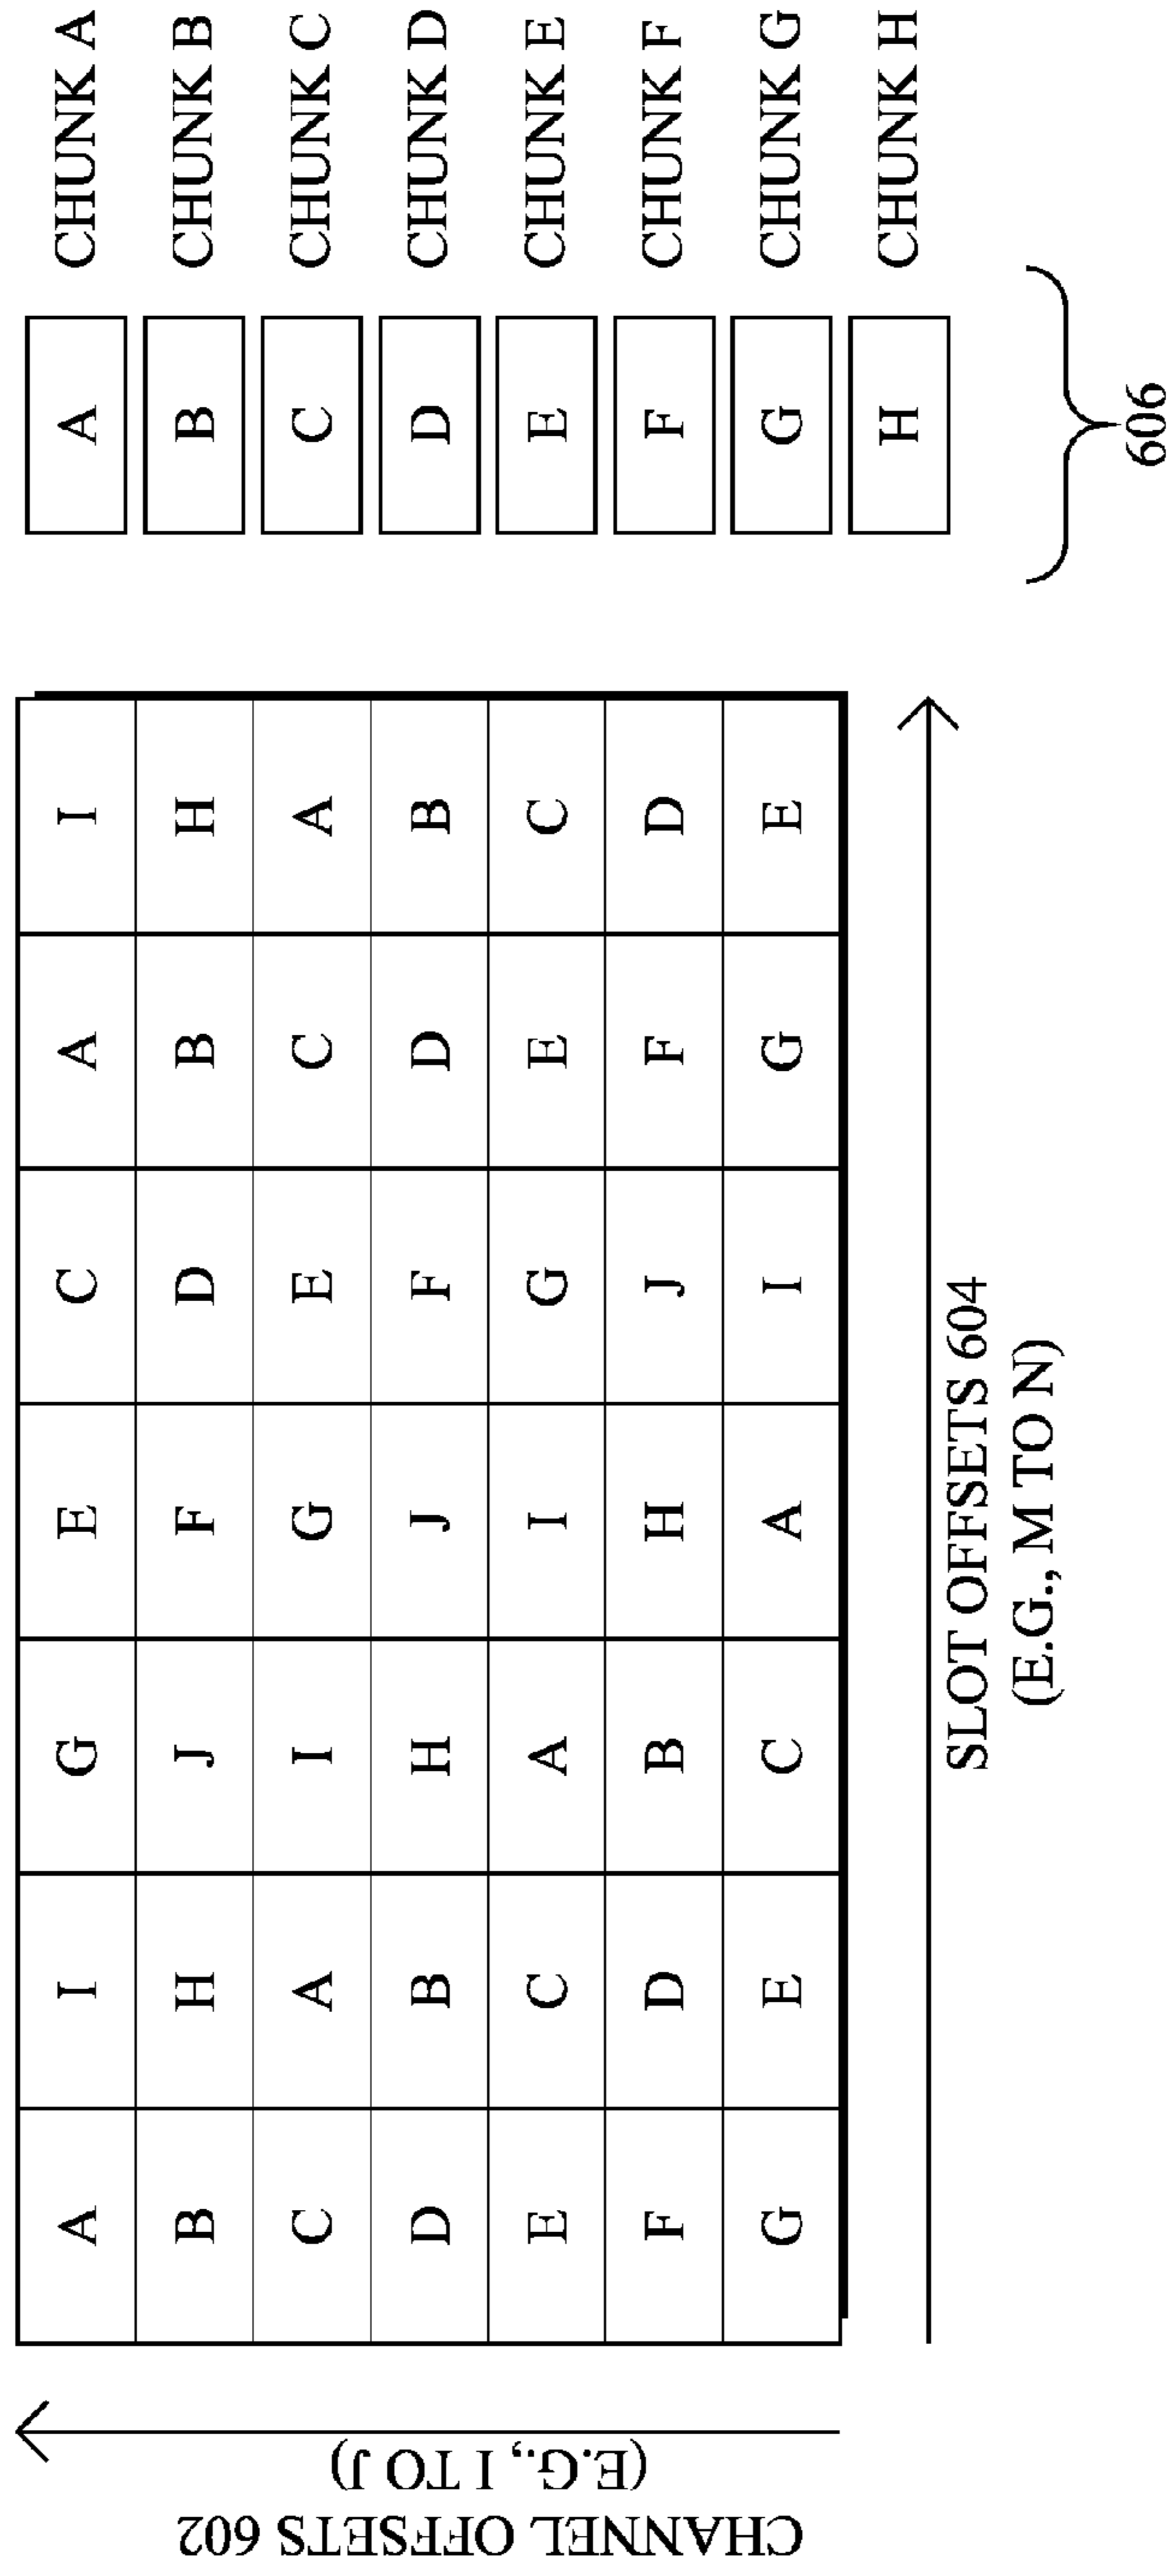 CHANNEL OFFSETS 602
(E.G., I TO J)
A I G E C A I
B H J F D B H
C A I G E C A
D B H J F D B
E C A I G E C
F D B H J F D
G E C A I G E
SLOT OFFSETS 604
(E.G., M TO N)
A CHUNK A
B CHUNK B
C CHUNK C
D CHUNK D
E CHUNK E
F CHUNK F
G CHUNK G
H CHUNK H
606